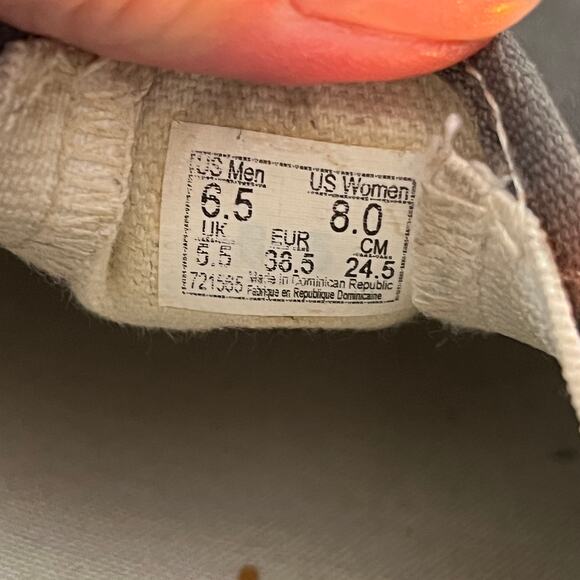 US Men US Women
6.5 8.0
UK EUR CM
5.5 38.5 24.5
721565 Made in Dominican Republic
Fabriqué en Republique Dominicaine